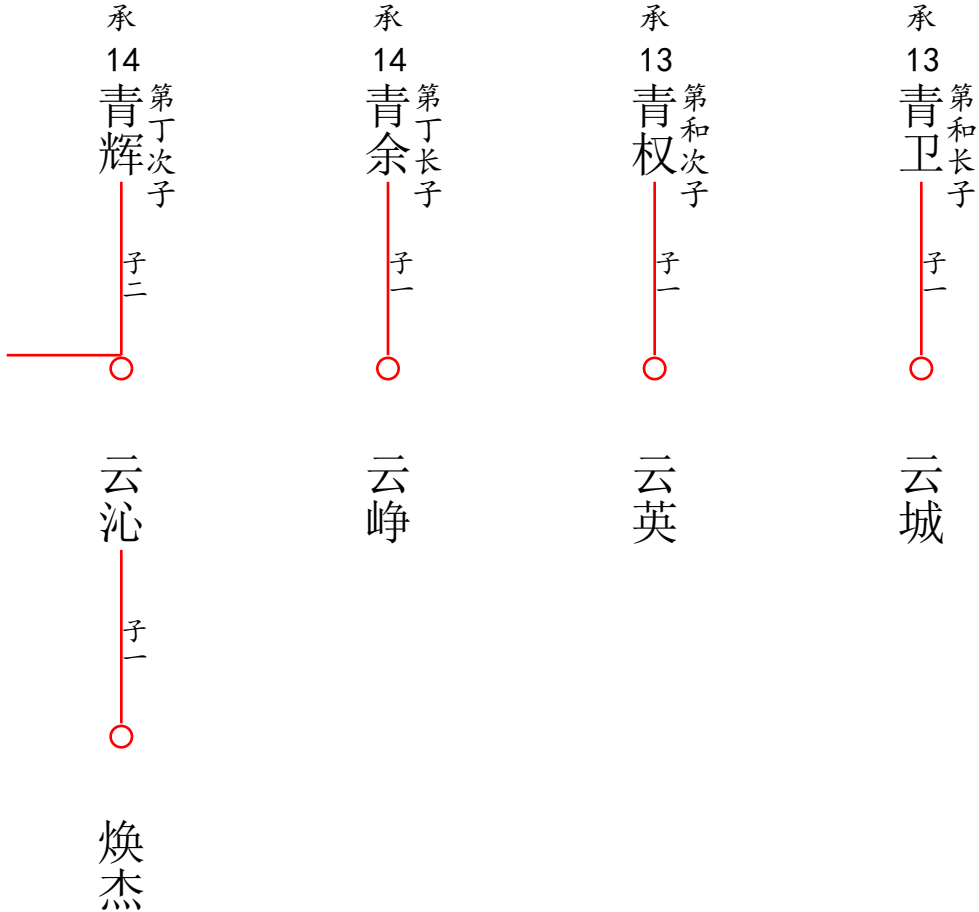 承
13
青卫
第和长子
子一
云城
承
13
青权
第和次子
子一
云英
承
14
青余
第丁长子
子一
云峥
承
14
青辉
第丁次子
子二
云沁
子一
焕杰